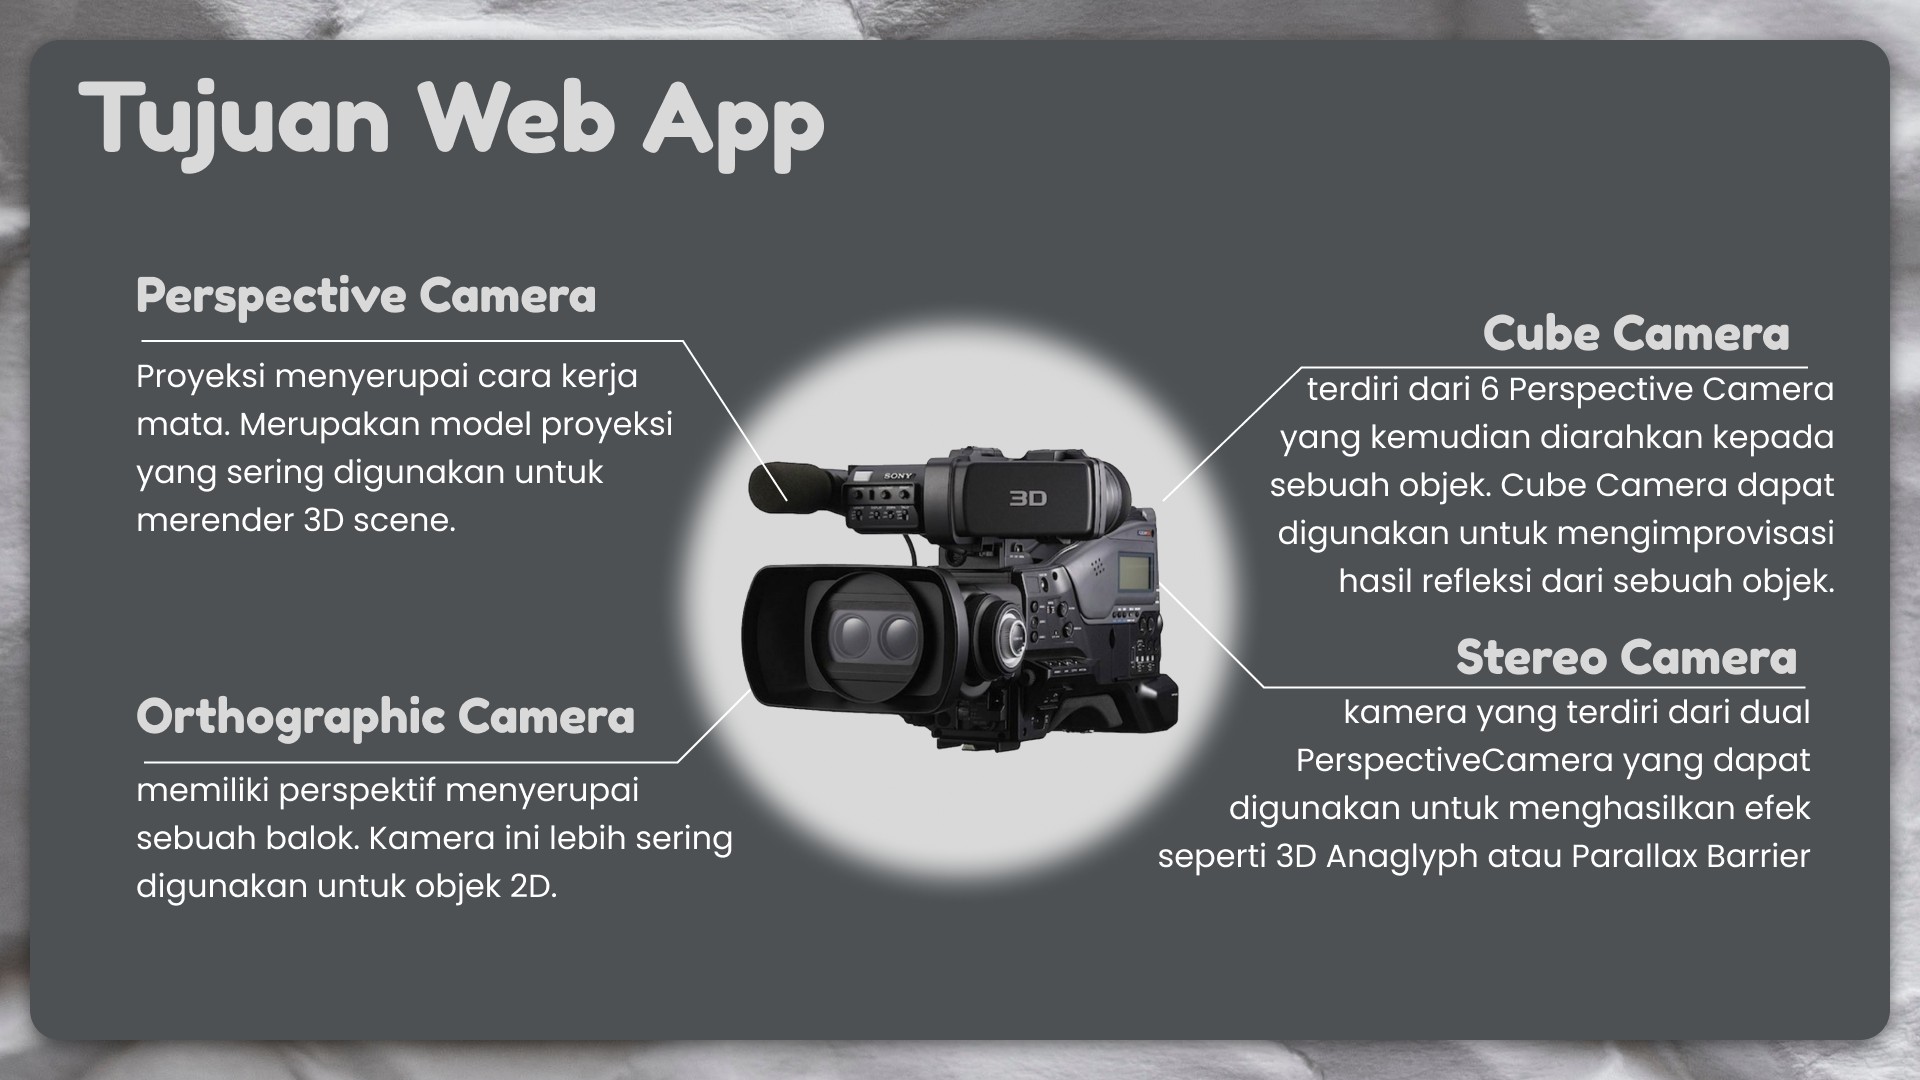 Tujuan Web App
Perspective Camera
Proyeksi menyerupai cara kerja
mata. Merupakan model proyeksi
yang sering digunakan untuk
merender 3D scene.
Orthographic Camera
memiliki perspektif menyerupai
sebuah balok. Kamera ini lebih sering
digunakan untuk objek 2D.
SONY
3D
Cube Camera
terdiri dari 6 Perspective Camera
yang kemudian diarahkan kepada
sebuah objek. Cube Camera dapat
digunakan untuk mengimprovisasi
hasil refleksi dari sebuah objek.
Stereo Camera
kamera yang terdiri dari dual
PerspectiveCamera yang dapat
digunakan untuk menghasilkan efek
seperti 3D Anaglyph atau Parallax Barrier